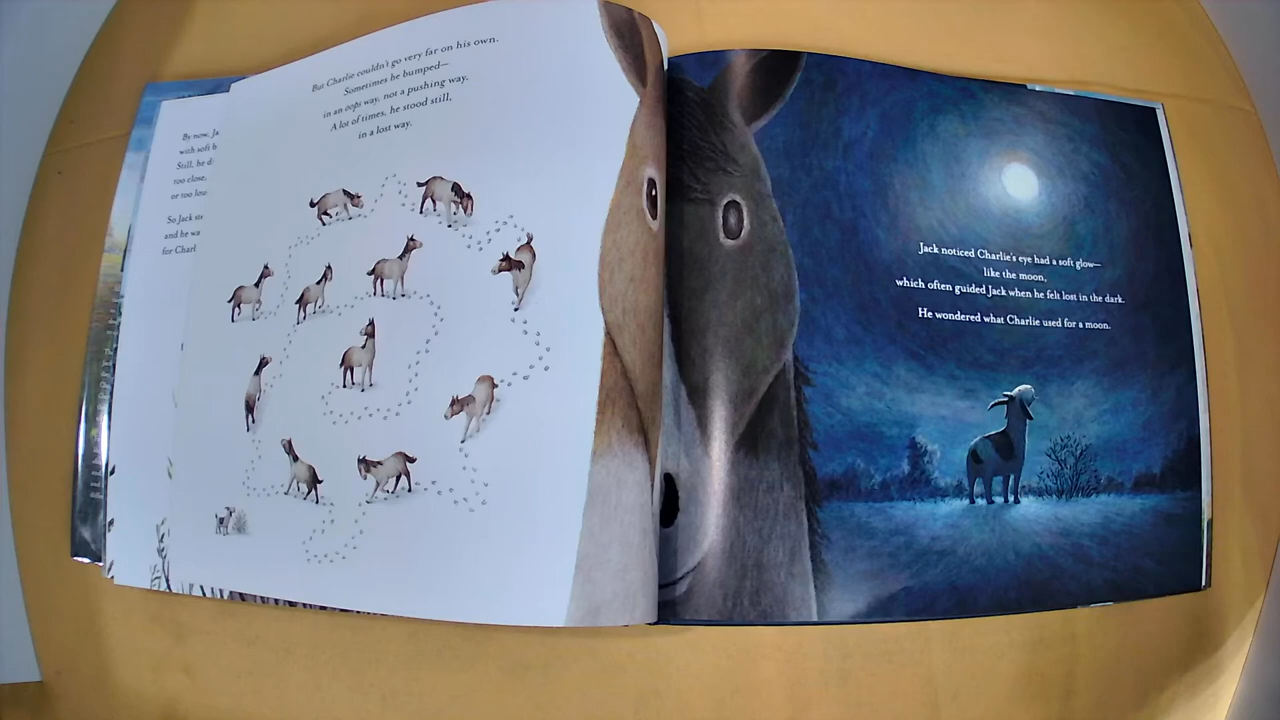 By now, Ja
with soft b
Still, he d
too close,
or too lou
So Jack sto
and he wa
for Charl
But Charlie couldn't go very far on his own.
Sometimes he bumped—
in an oops way, not a pushing way.
A lot of times, he stood still,
in a lost way.
Jack noticed Charlie's eye had a soft glow—
like the moon,
which often guided Jack when he felt lost in the dark.
He wondered what Charlie used for a moon.